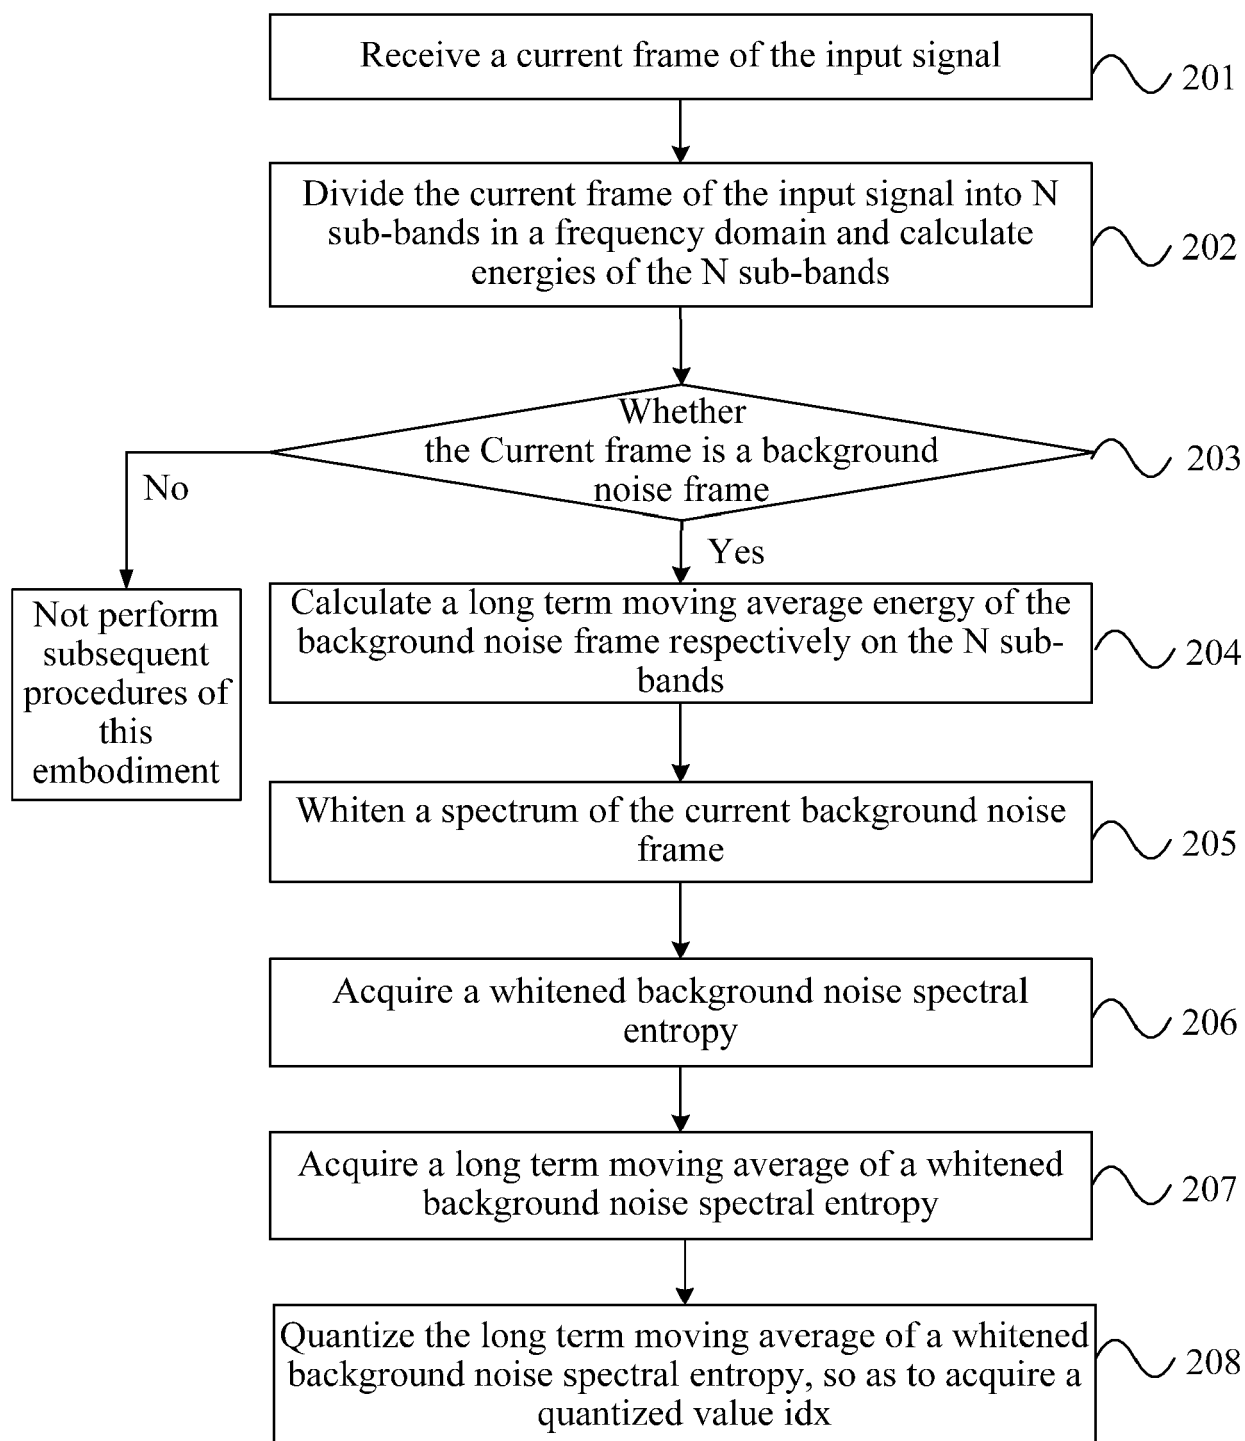 Receive a current frame of the input signal
201
Divide the current frame of the input signal into N
sub-bands in a frequency domain and calculate
energies of the N sub-bands
202
Whether
the Current frame is a background
noise frame
203
No
Yes
Not perform
subsequent
procedures of
this
embodiment
Calculate a long term moving average energy of the
background noise frame respectively on the N sub-
bands
204
Whiten a spectrum of the current background noise
frame
205
Acquire a whitened background noise spectral
entropy
206
Acquire a long term moving average of a whitened
background noise spectral entropy
207
Quantize the long term moving average of a whitened
background noise spectral entropy, so as to acquire a
quantized value idx
208